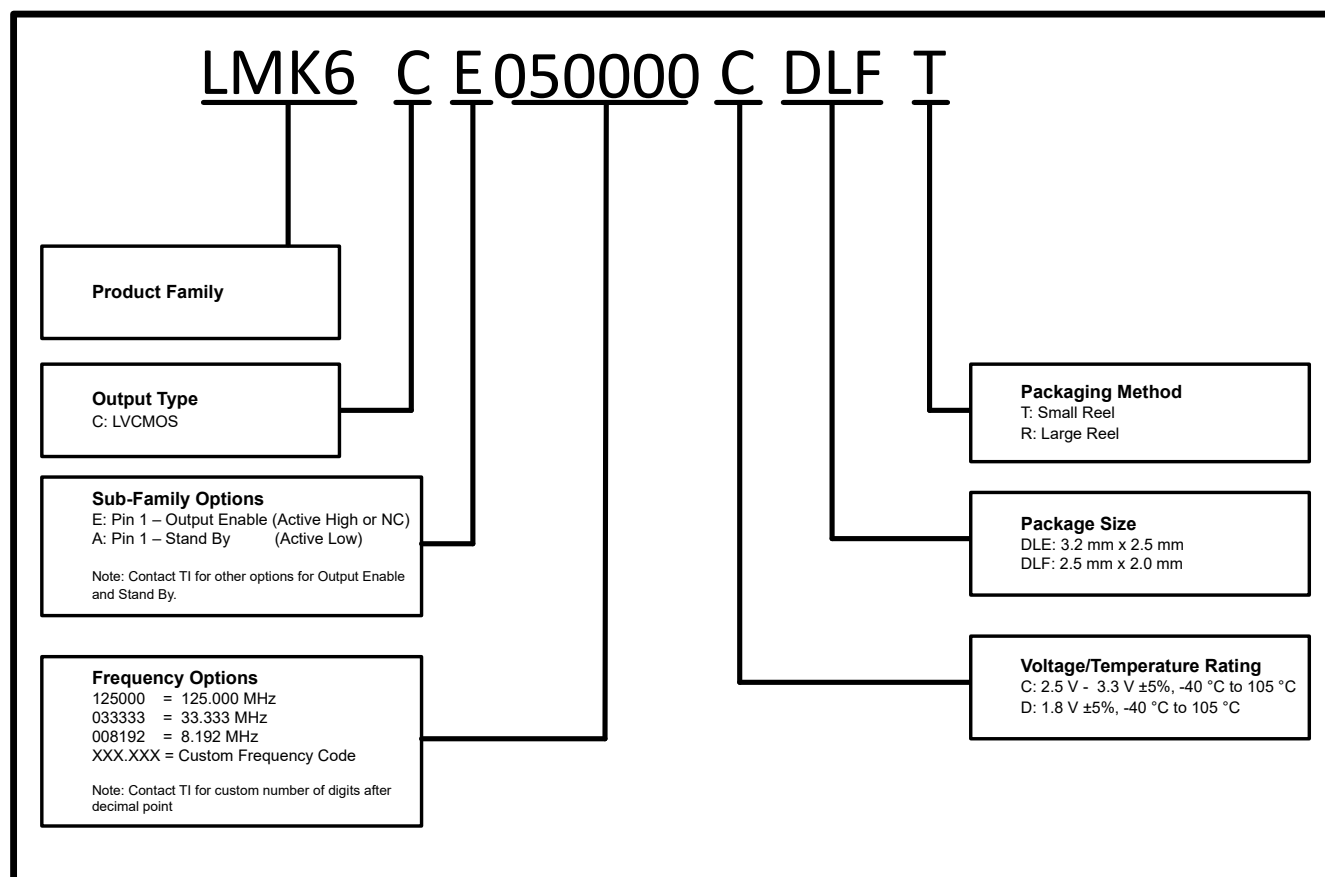 LMK6 C E 050000 C DLF T
Product Family
Output Type
C: LVCMOS
Sub-Family Options
E: Pin 1 – Output Enable (Active High or NC)
A: Pin 1 – Stand By (Active Low)
Note: Contact TI for other options for Output Enable
and Stand By.
Frequency Options
125000 = 125.000 MHz
033333 = 33.333 MHz
008192 = 8.192 MHz
XXX.XXX = Custom Frequency Code
Note: Contact TI for custom number of digits after
decimal point
Packaging Method
T: Small Reel
R: Large Reel
Package Size
DLE: 3.2 mm x 2.5 mm
DLF: 2.5 mm x 2.0 mm
Voltage/Temperature Rating
C: 2.5 V - 3.3 V ±5%, -40 °C to 105 °C
D: 1.8 V ±5%, -40 °C to 105 °C